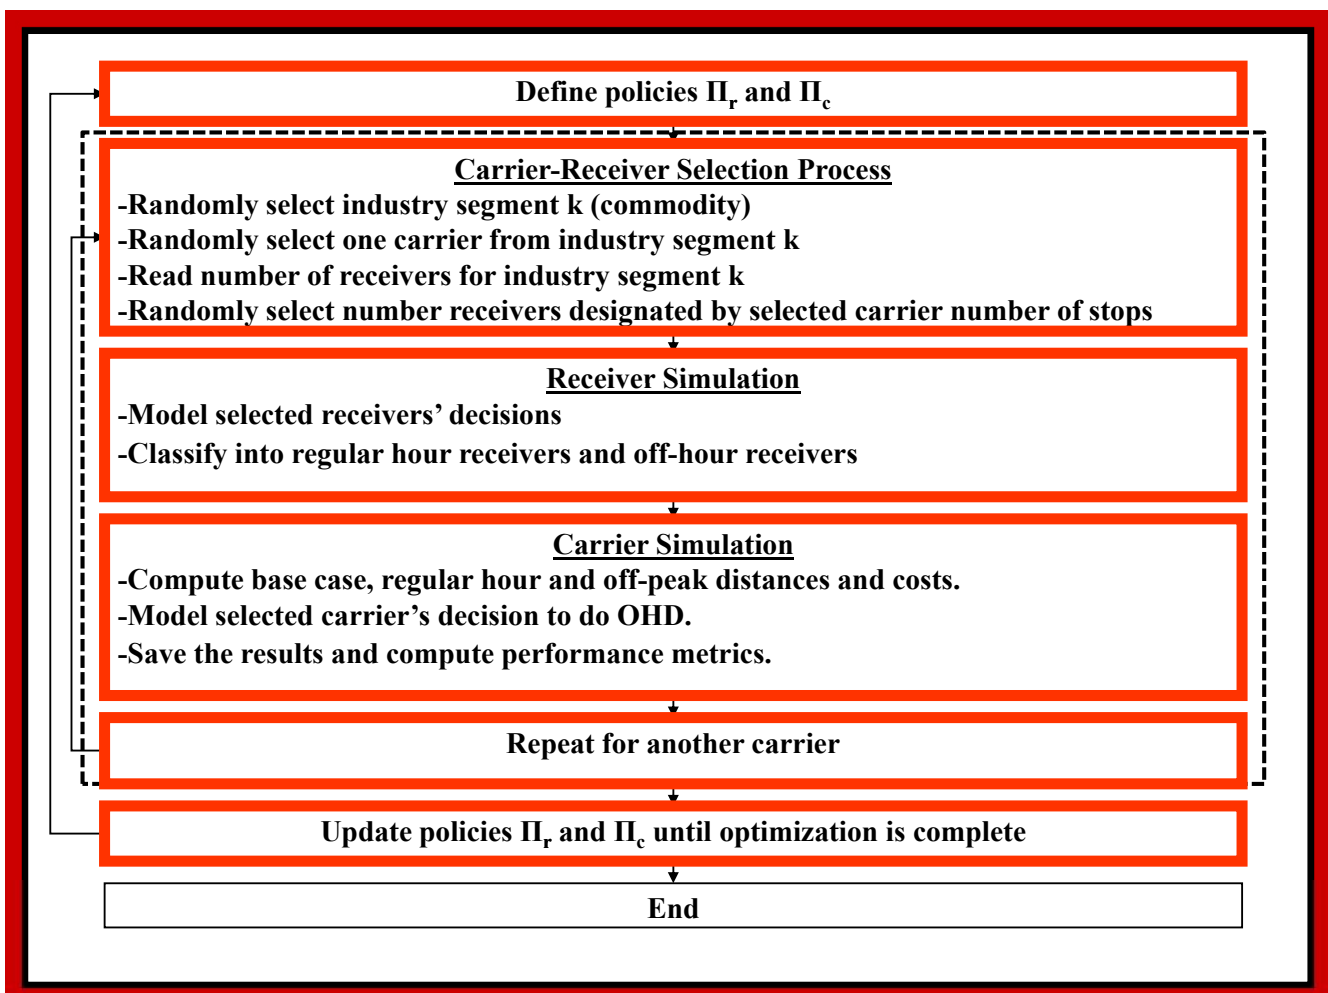 Define policies Πr and Πc
Carrier-Receiver Selection Process
-Randomly select industry segment k (commodity)
-Randomly select one carrier from industry segment k
-Read number of receivers for industry segment k
-Randomly select number receivers designated by selected carrier number of stops
Receiver Simulation
-Model selected receivers’ decisions
-Classify into regular hour receivers and off-hour receivers
Carrier Simulation
-Compute base case, regular hour and off-peak distances and costs.
-Model selected carrier’s decision to do OHD.
-Save the results and compute performance metrics.
Repeat for another carrier
Update policies Πr and Πc until optimization is complete
End